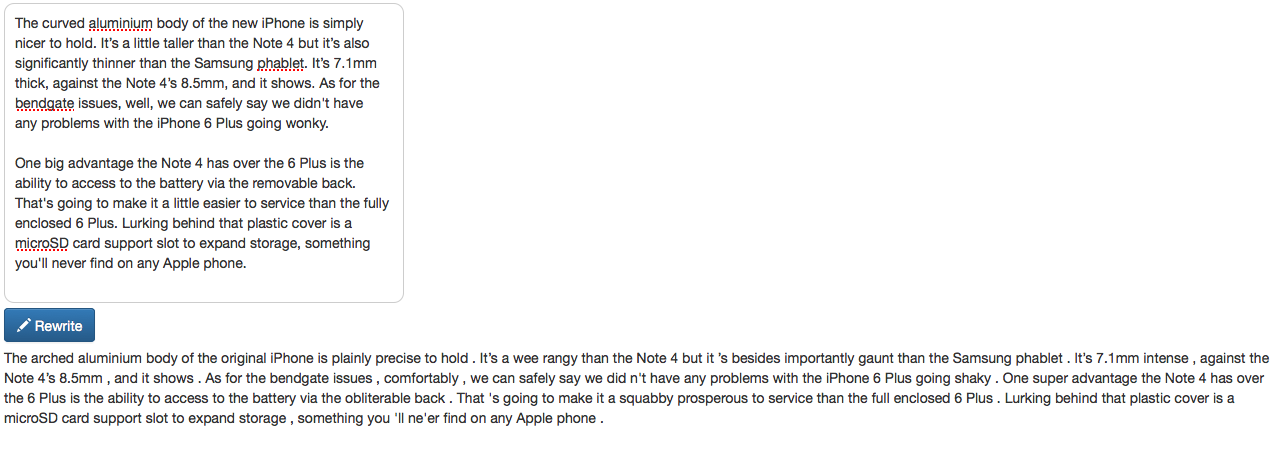 The curved aluminium body of the new iPhone is simply
nicer to hold. It’s a little taller than the Note 4 but it’s also
significantly thinner than the Samsung phablet. It’s 7.1mm
thick, against the Note 4’s 8.5mm, and it shows. As for the
bendgate issues, well, we can safely say we didn't have
any problems with the iPhone 6 Plus going wonky.
One big advantage the Note 4 has over the 6 Plus is the
ability to access to the battery via the removable back.
That's going to make it a little easier to service than the fully
enclosed 6 Plus. Lurking behind that plastic cover is a
microSD card support slot to expand storage, something
you'll never find on any Apple phone.
Rewrite
The arched aluminium body of the original iPhone is plainly precise to hold . It’s a wee rangy than the Note 4 but it 's besides importantly gaunt than the Samsung phablet . It’s 7.1mm intense , against the
Note 4’s 8.5mm , and it shows . As for the bendgate issues , comfortably , we can safely say we did n't have any problems with the iPhone 6 Plus going shaky . One super advantage the Note 4 has over
the 6 Plus is the ability to access to the battery via the obliterable back . That 's going to make it a squabby prosperous to service than the full enclosed 6 Plus . Lurking behind that plastic cover is a
microSD card support slot to expand storage , something you 'll ne'er find on any Apple phone .